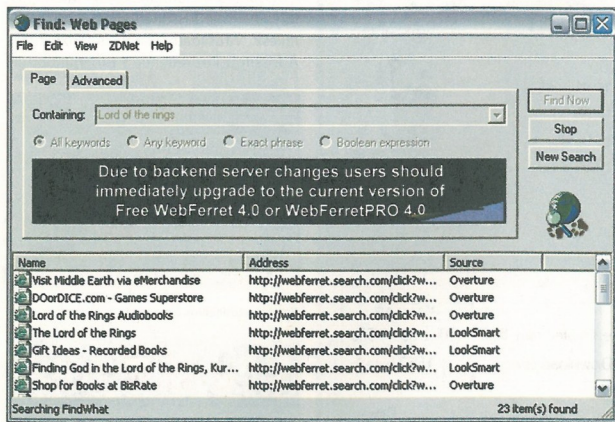 Find: Web Pages
File Edit View ZDNet Help
Page Advanced
Containing: Lord of the rings
All keywords Any keyword Exact phrase Boolean expression
Find Now
Stop
New Search
Due to backend server changes users should
immediately upgrade to the current version of
Free WebFerret 4.0 or WebFerretPRO 4.0
Name Address Source
Visit Middle Earth via eMerchandise http://webferret.search.com/click?w... Overture
DOorDICE.com - Games Superstore http://webferret.search.com/click?w... Overture
Lord of the Rings Audiobooks http://webferret.search.com/click?w... Overture
The Lord of the Rings http://webferret.search.com/click?w... LookSmart
Gift Ideas - Recorded Books http://webferret.search.com/click?w... LookSmart
Finding God in the Lord of the Rings, Kur... http://webferret.search.com/click?w... LookSmart
Shop for Books at BizRate http://webferret.search.com/click?w... Overture
Searching FindWhat 23 item(s) found